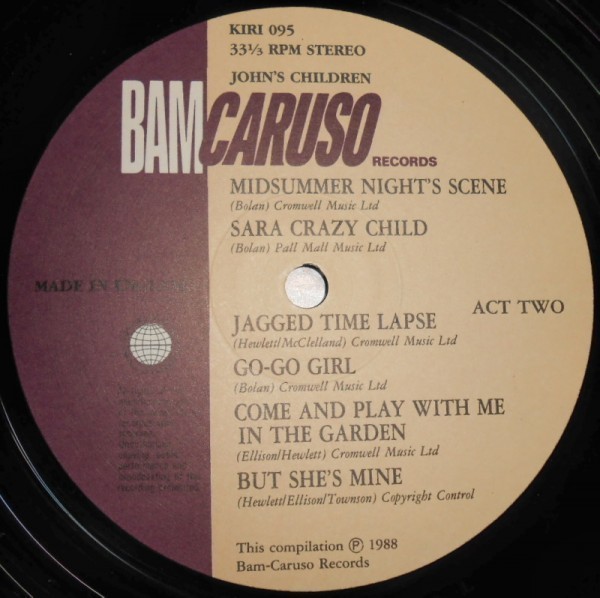 KIRI 095
33⅓ RPM STEREO
JOHN'S CHILDREN
BAMCARUSO
RECORDS
MIDSUMMER NIGHT'S SCENE
(Bolan) Cromwell Music Ltd
SARA CRAZY CHILD
(Bolan) Pall Mall Music Ltd
MADE IN
ACT TWO
JAGGED TIME LAPSE
(Hewlett/McClelland) Cromwell Music Ltd
GO-GO GIRL
(Bolan) Cromwell Music Ltd
COME AND PLAY WITH ME
IN THE GARDEN
(Ellison/Hewlett) Cromwell Music Ltd
BUT SHE'S MINE
(Hewlett/Ellison/Townson) Copyright Control
This compilation ℗ 1988
Bam-Caruso Records